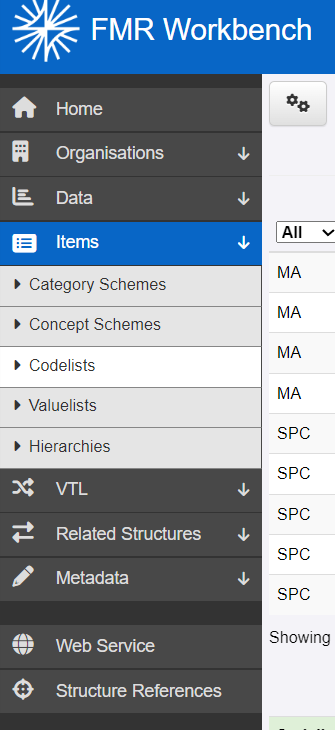 FMR Workbench
Home
Organisations
Data
Items
Category Schemes
Concept Schemes
Codelists
Valuelists
Hierarchies
VTL
Related Structures
Metadata
Web Service
Structure References
All
MA
MA
MA
MA
SPC
SPC
SPC
SPC
SPC
Showing